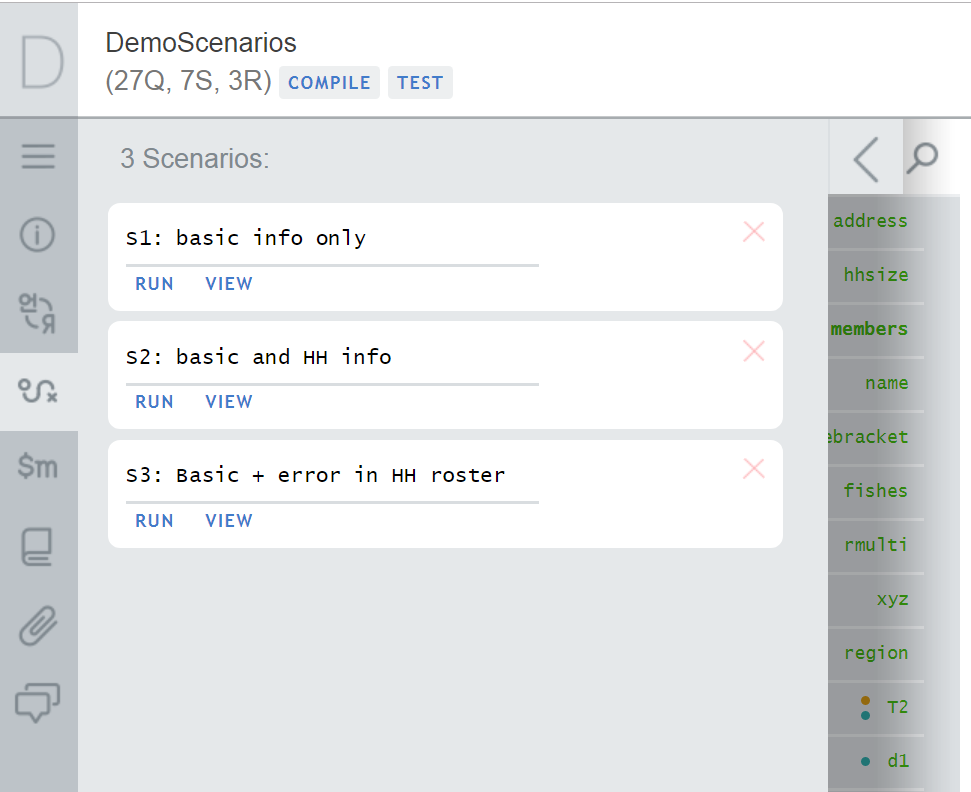 D
DemoScenarios
(27Q, 7S, 3R) COMPILE TEST
3 Scenarios:
S1: basic info only
RUN VIEW
S2: basic and HH info
RUN VIEW
S3: Basic + error in HH roster
RUN VIEW
$m
address
hhsize
members
name
ebracket
fishes
rmulti
xyz
region
T2
d1